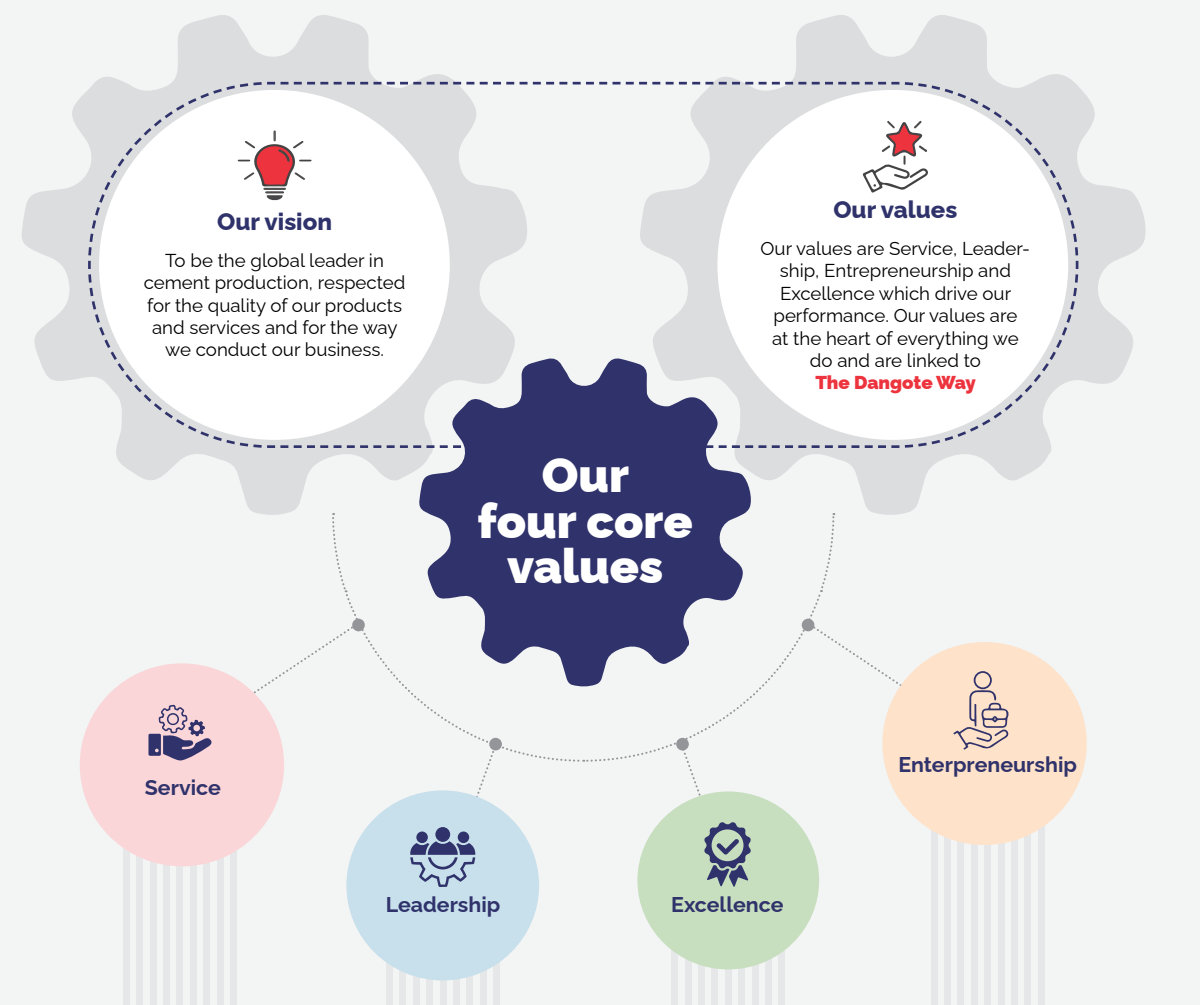 Our vision
To be the global leader in
cement production, respected
for the quality of our products
and services and for the way
we conduct our business.
Our values
Our values are Service, Leader-
ship, Entrepreneurship and
Excellence which drive our
performance. Our values are
at the heart of everything we
do and are linked to
The Dangote Way
Our
four core
values
Service
Leadership
Excellence
Enterpreneurship